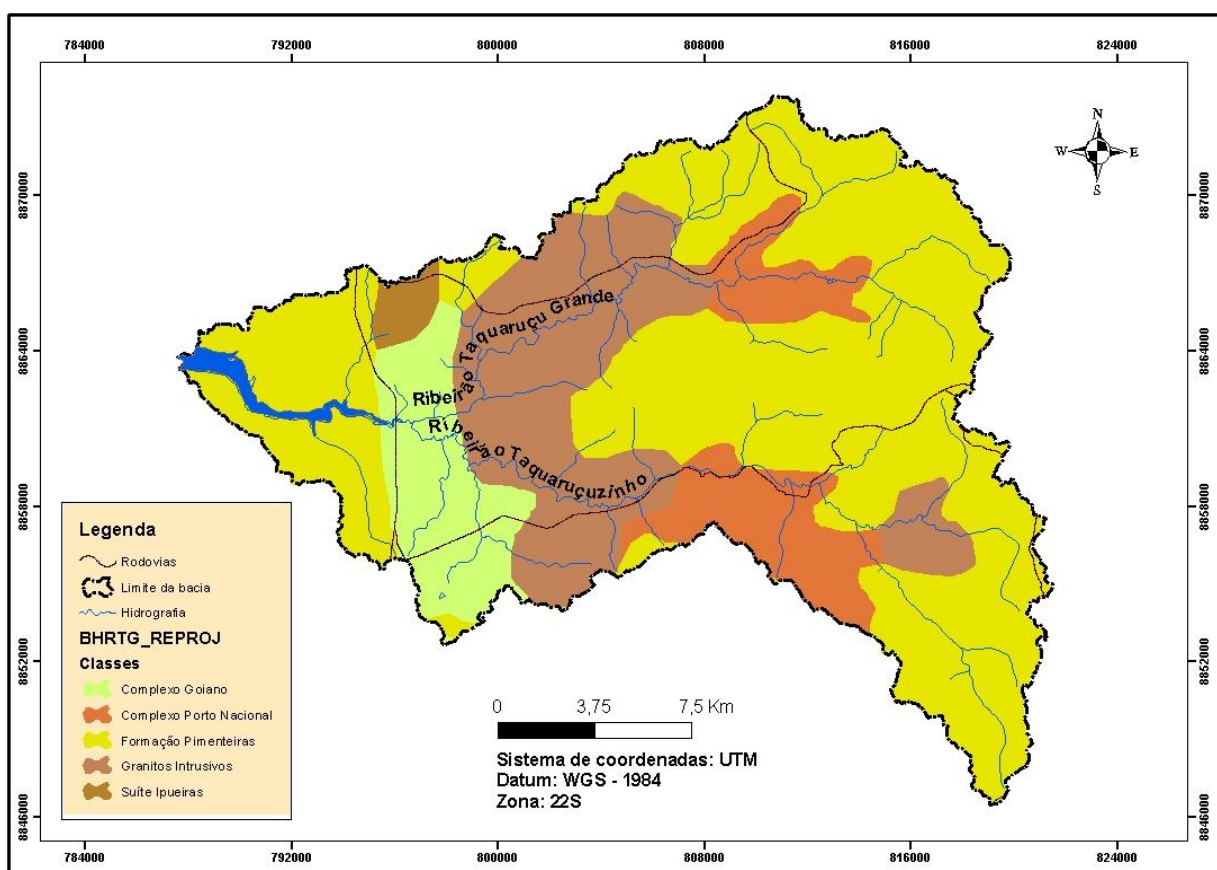 784000 792000 800000 808000 816000 824000
N
W E
S
8870000 8870000
8864000 8864000
Ribeirão Taquaruçu Grande
Ribeirão Taquaruçuzinho
8858000 8858000
8852000 8852000
8846000 8846000
Legenda
Rodovias
Limite da bacia
Hidrografia
BHRTG_REPROJ
Classes
Complexo Goiano
Complexo Porto Nacional
Formação Pimenteiras
Granitos Intrusivos
Suíte Ipueiras
0 3,75 7,5 Km
Sistema de coordenadas: UTM
Datum: WGS - 1984
Zona: 22S
784000 792000 800000 808000 816000 824000